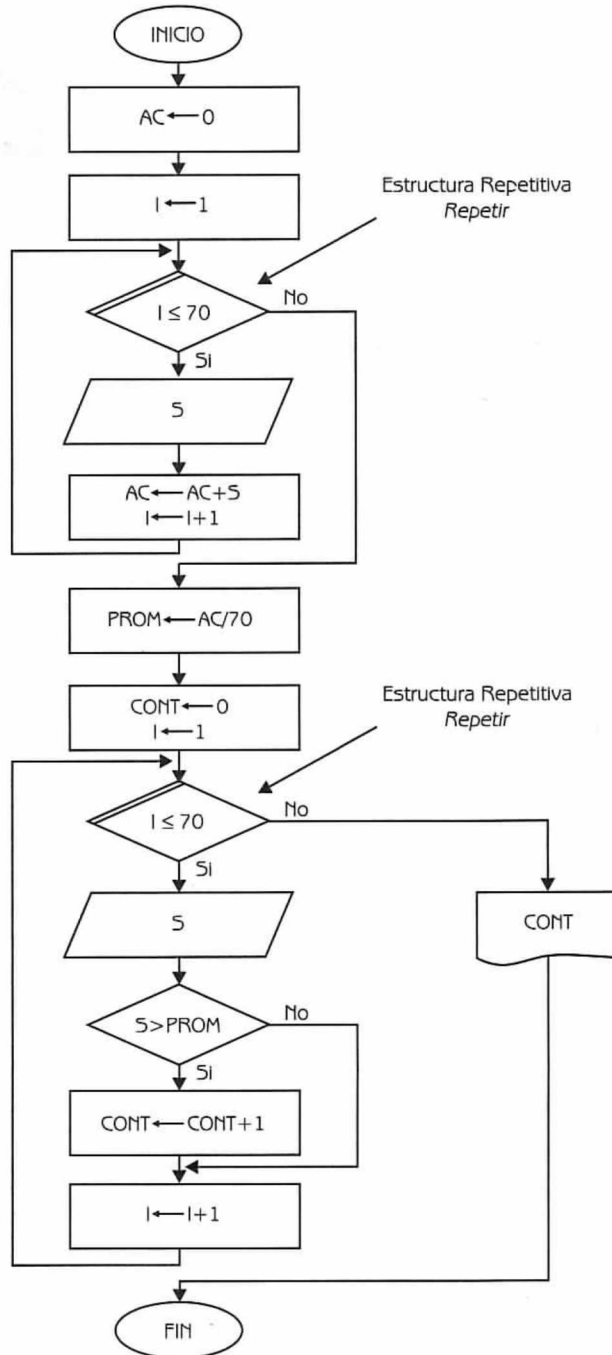 INICIO
AC ← 0
I ← 1
Estructura Repetitiva
Repetir
I ≤ 70
No
Si
S
AC ← AC+S
I ← I+1
PROM ← AC/70
CONT ← 0
I ← 1
Estructura Repetitiva
Repetir
I ≤ 70
No
Si
S
CONT
S>PROM
No
Si
CONT ← CONT+1
I ← I+1
FIN